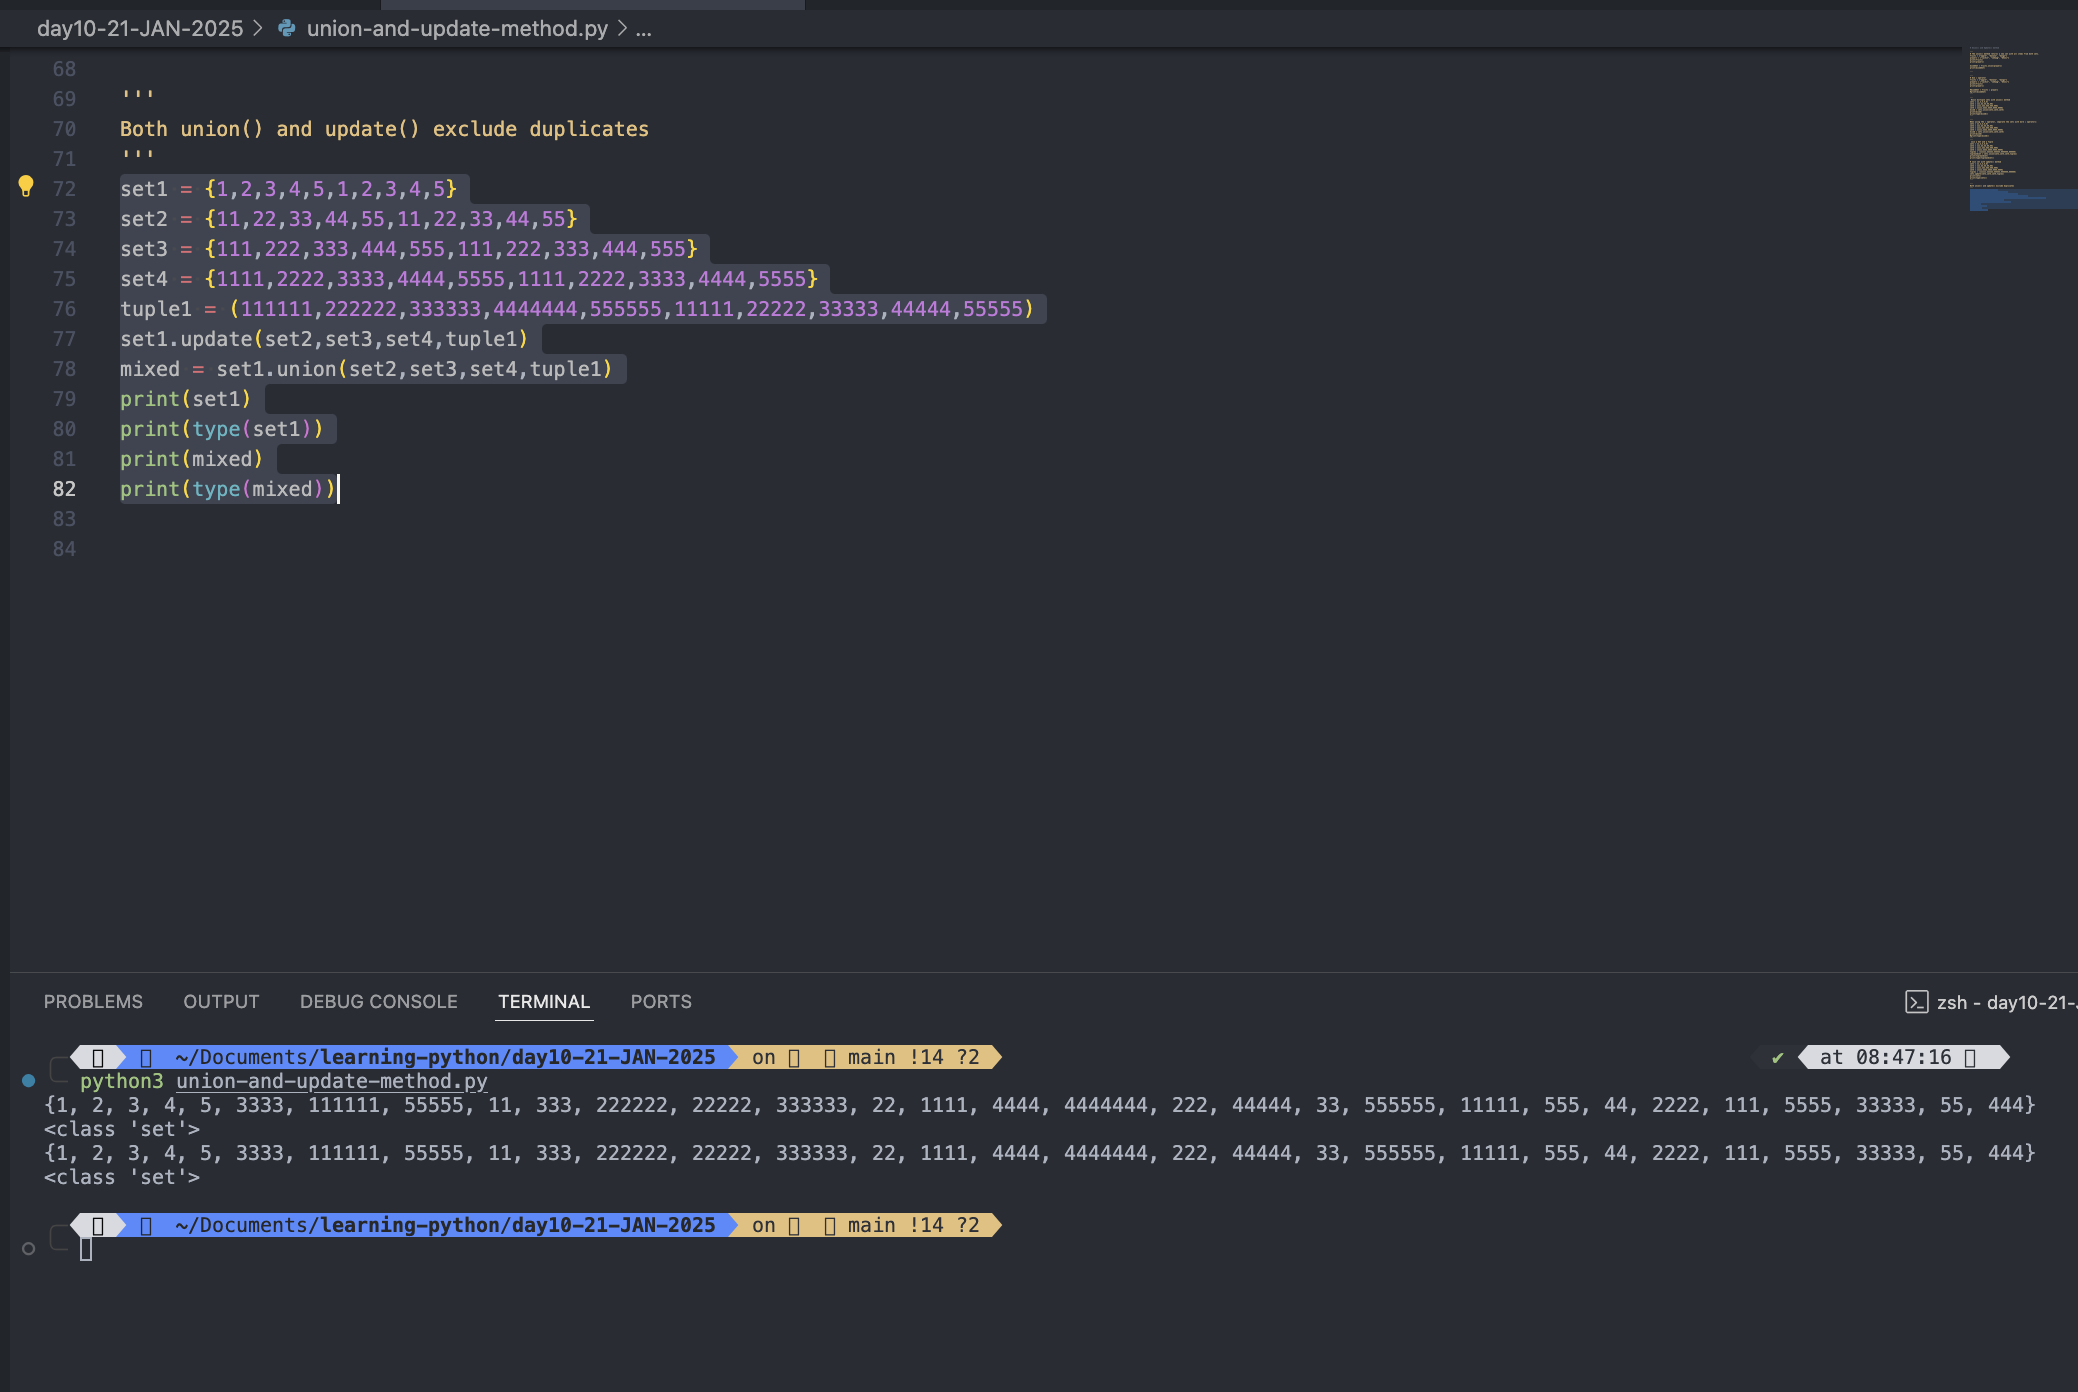 day10-21-JAN-2025 > union-and-update-method.py > ...
68
69 '''
70 Both union() and update() exclude duplicates
71 '''
72 set1 = {1,2,3,4,5,1,2,3,4,5}
73 set2 = {11,22,33,44,55,11,22,33,44,55}
74 set3 = {111,222,333,444,555,111,222,333,444,555}
75 set4 = {1111,2222,3333,4444,5555,1111,2222,3333,4444,5555}
76 tuple1 = (111111,222222,333333,4444444,555555,11111,22222,33333,44444,55555)
77 set1.update(set2,set3,set4,tuple1)
78 mixed = set1.union(set2,set3,set4,tuple1)
79 print(set1)
80 print(type(set1))
81 print(mixed)
82 print(type(mixed))
83
84
PROBLEMS OUTPUT DEBUG CONSOLE TERMINAL PORTS zsh - day10-21-
~/Documents/learning-python/day10-21-JAN-2025 on main !14 ?2 ✔ at 08:47:16
python3 union-and-update-method.py
{1, 2, 3, 4, 5, 3333, 111111, 55555, 11, 333, 222222, 22222, 333333, 22, 1111, 4444, 4444444, 222, 44444, 33, 555555, 11111, 555, 44, 2222, 111, 5555, 33333, 55, 444}
<class 'set'>
{1, 2, 3, 4, 5, 3333, 111111, 55555, 11, 333, 222222, 22222, 333333, 22, 1111, 4444, 4444444, 222, 44444, 33, 555555, 11111, 555, 44, 2222, 111, 5555, 33333, 55, 444}
<class 'set'>
~/Documents/learning-python/day10-21-JAN-2025 on main !14 ?2